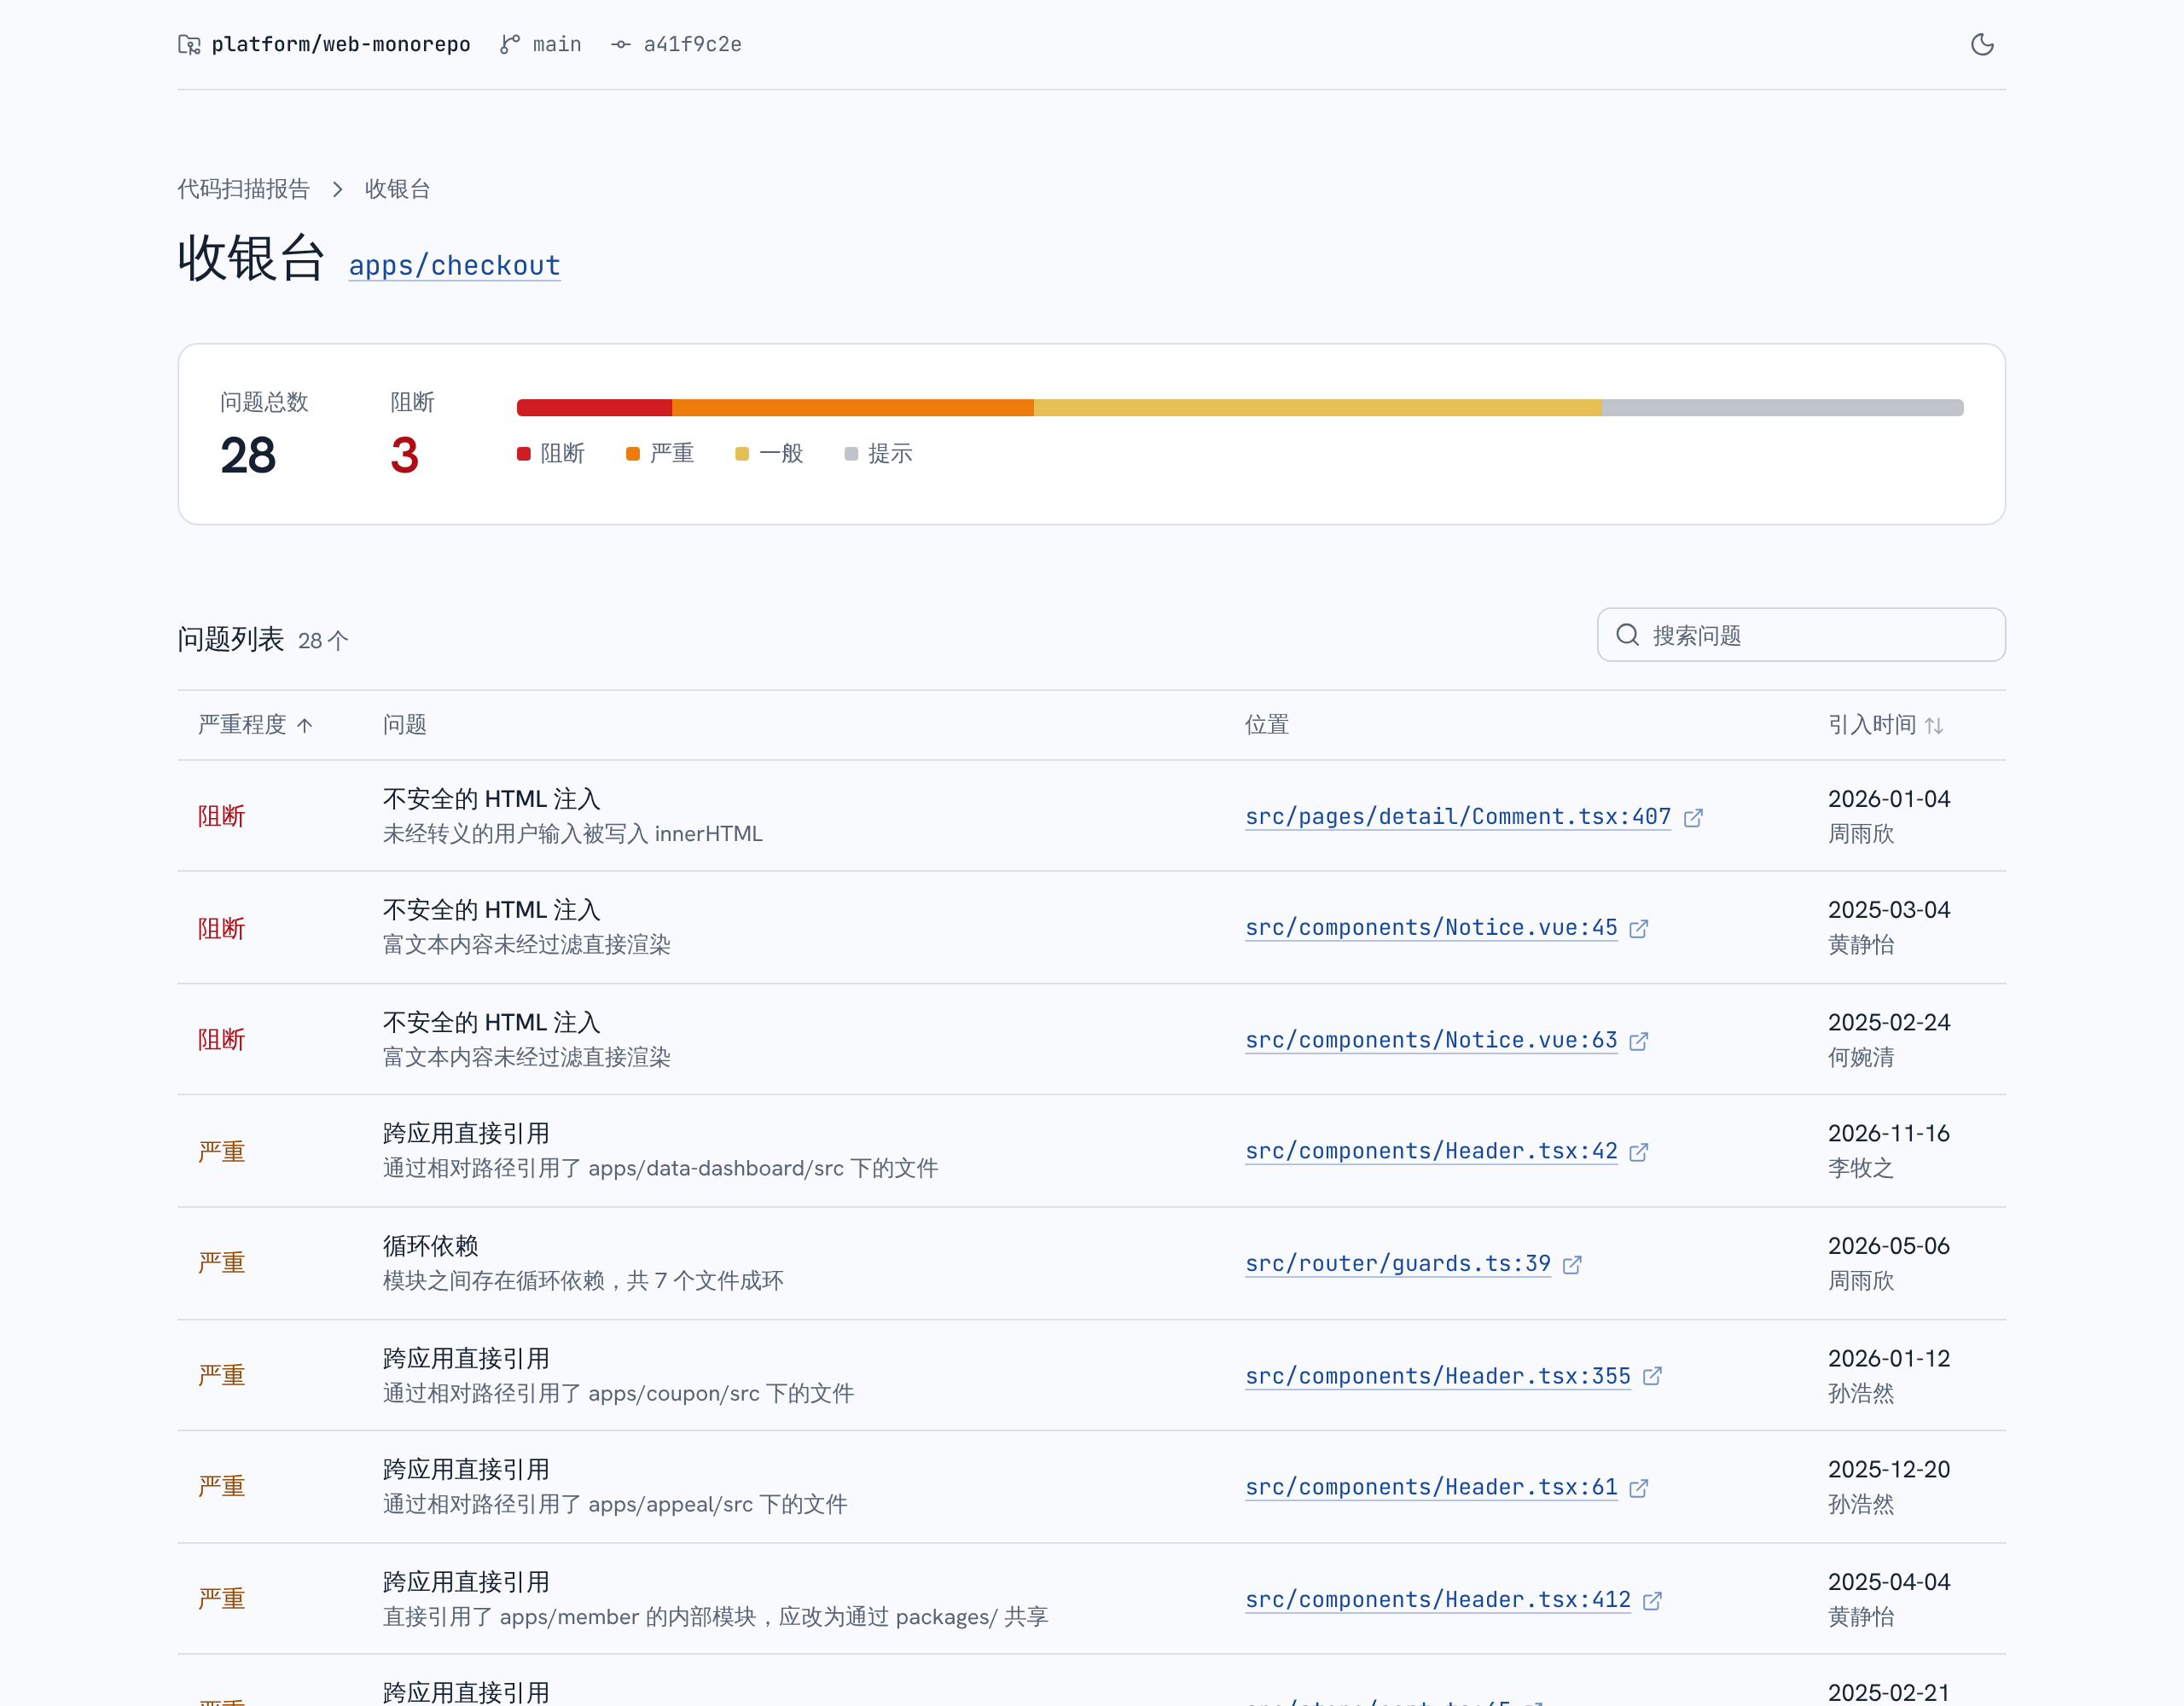 platform/web-monorepo main a41f9c2e
代码扫描报告 收银台
收银台 apps/checkout
问题总数 阻断
28 3
阻断 严重 一般 提示
问题列表 28 个
搜索问题
严重程度 问题 位置 引入时间
阻断
不安全的 HTML 注入
未经转义的用户输入被写入 innerHTML
src/pages/detail/Comment.tsx:407
2026-01-04
周雨欣
阻断
不安全的 HTML 注入
富文本内容未经过滤直接渲染
src/components/Notice.vue:45
2025-03-04
黄静怡
阻断
不安全的 HTML 注入
富文本内容未经过滤直接渲染
src/components/Notice.vue:63
2025-02-24
何婉清
严重
跨应用直接引用
通过相对路径引用了 apps/data-dashboard/src 下的文件
src/components/Header.tsx:42
2026-11-16
李牧之
严重
循环依赖
模块之间存在循环依赖，共 7 个文件成环
src/router/guards.ts:39
2026-05-06
周雨欣
严重
跨应用直接引用
通过相对路径引用了 apps/coupon/src 下的文件
src/components/Header.tsx:355
2026-01-12
孙浩然
严重
跨应用直接引用
通过相对路径引用了 apps/appeal/src 下的文件
src/components/Header.tsx:61
2025-12-20
孙浩然
严重
跨应用直接引用
直接引用了 apps/member 的内部模块，应改为通过 packages/ 共享
src/components/Header.tsx:412
2025-04-04
黄静怡
跨应用直接引用
2025-02-21